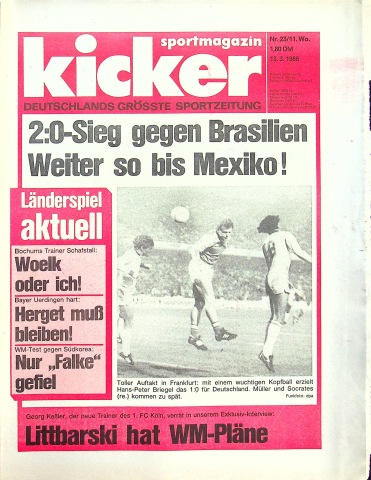 sportmagazin
kicker
DEUTSCHLANDS GRÖSSTE SPORTZEITUNG
Nr. 23/11. Wo.
1,80 DM
13. 3. 1986
2:0-Sieg gegen Brasilien
Weiter so bis Mexiko!
Länderspiel
aktuell
Bochums Trainer Schafstall:
Woelk
oder ich!
Bayer Uerdingen hart:
Herget muß
bleiben!
WM-Test gegen Südkorea:
Nur „Falke“
gefiel
Toller Auftakt in Frankfurt: mit einem wuchtigen Kopfball erzielt
Hans-Peter Briegel das 1:0 für Deutschland. Müller und Socrates
(re.) kommen zu spät.
Funkfoto: dpa
Georg Keßler, der neue Trainer des 1. FC Köln, verrät in unserem Exklusiv-Interview:
Littbarski hat WM-Pläne